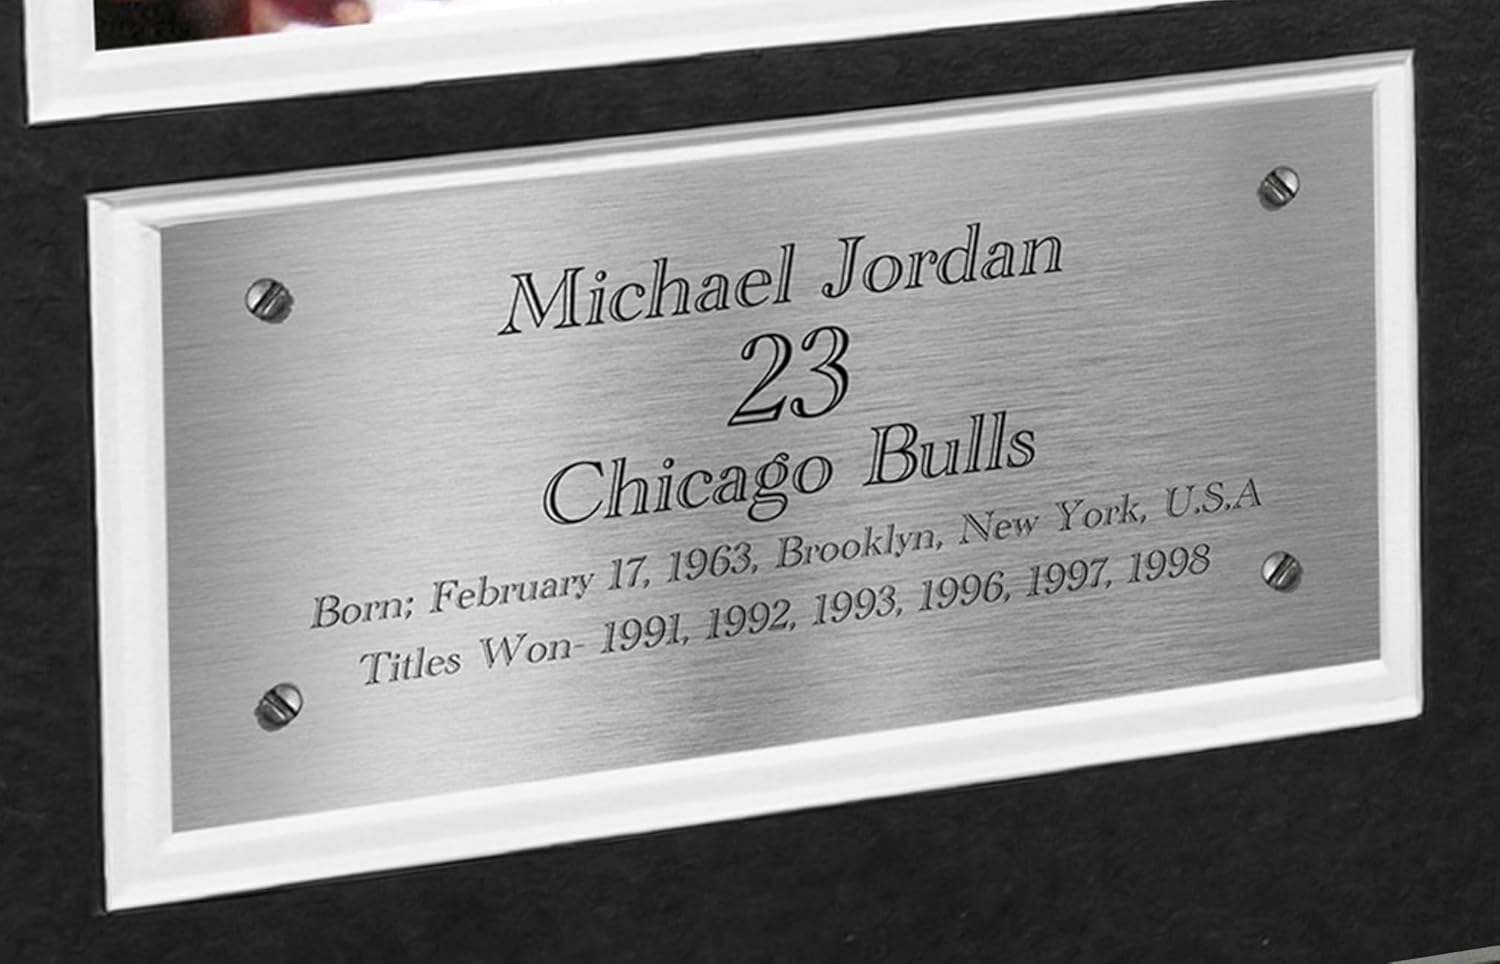 Michael Jordan
23
Chicago Bulls
Born; February 17, 1963, Brooklyn, New York, U.S.A
Titles Won- 1991, 1992, 1993, 1996, 1997, 1998